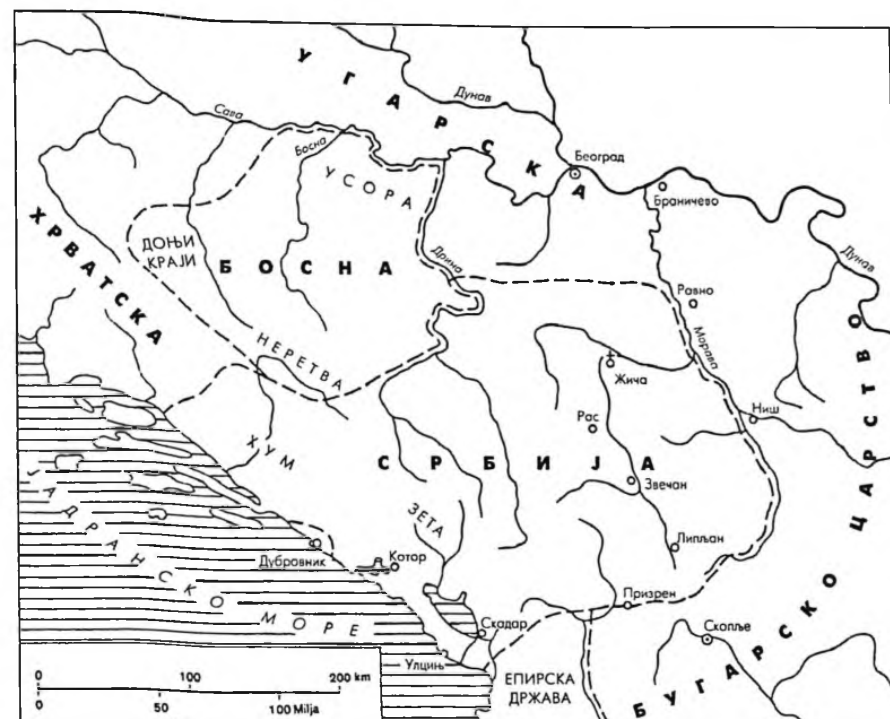 УГАРСКА
Дунав
Сава
Босна
Београд
УСОРА
Браничево
ХРВАТСКА
ДОЊИ
КРАЈИ
БОСНА
Дрина
Дунав
Равно
Морава
НЕРЕТВА
Жича
Рас
Ниш
ХУМ
СРБИЈА
Звечан
ЗЕТА
БУГАРСКО ЦАРСТВО
ЈАДРАНСКО МОРЕ
Дубровник
Котор
Липљан
Призрен
Скадар
Скопље
Улцињ
ЕПИРСКА
ДРЖАВА
0 100 200 km
0 50 100 Milja